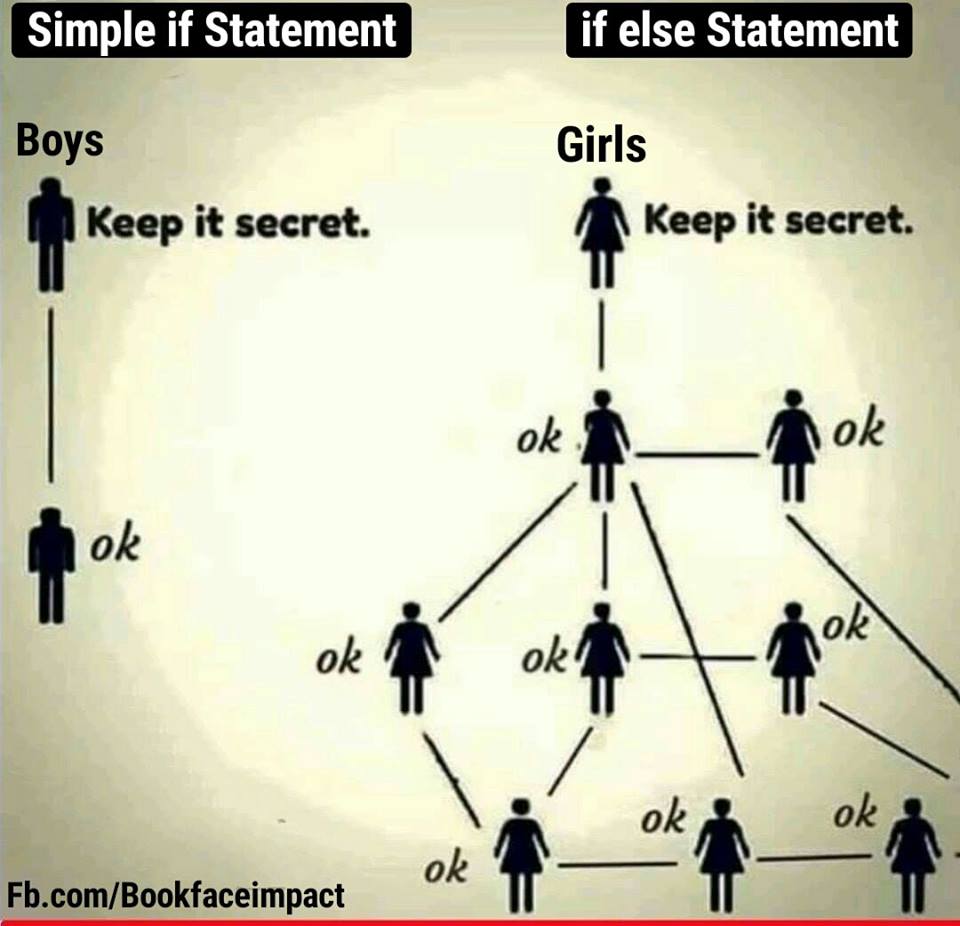 Simple if Statement
if else Statement
Boys
Girls
Keep it secret.
Keep it secret.
ok
ok
ok
ok
ok
ok
ok
ok
ok
Fb.com/Bookfaceimpact